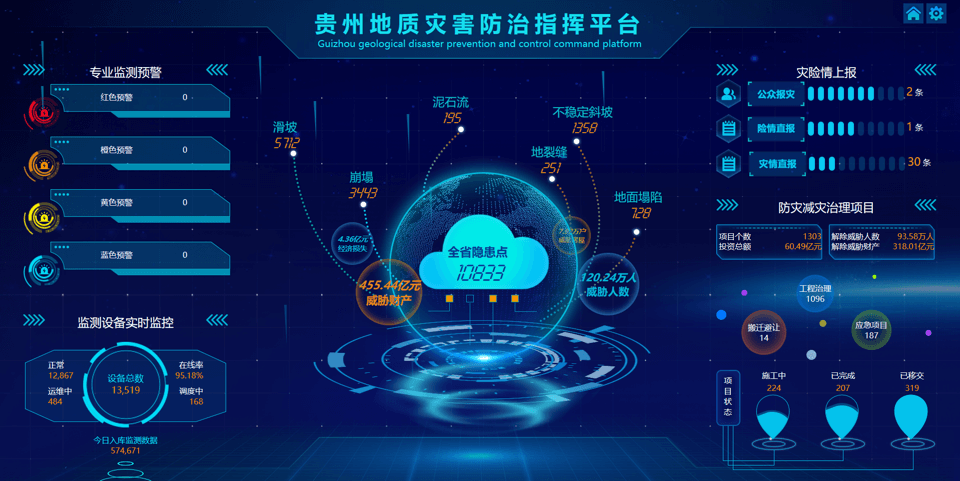 贵州地质灾害防治指挥平台
Guizhou geological disaster prevention and control command platform
专业监测预警
红色预警 0
橙色预警 0
黄色预警 0
蓝色预警 0
监测设备实时监控
正常
12,867
运维中
484
设备总数
13,519
在线率
95.18%
调度中
168
今日入库监测数据
574,671
滑坡
5712
崩塌
3443
泥石流
195
不稳定斜坡
1358
地裂缝
251
地面塌陷
728
4.36亿元
经济损失
455.44亿元
威胁财产
全省隐患点
10833
120.24万人
威胁人数
灾险情上报
公众报灾 2 条
险情直报 1 条
灾情直报 30 条
防灾减灾治理项目
项目个数 1303
投资总额 60.49亿元
解除威胁人数 93.58万人
解除威胁财产 318.01亿元
工程治理
1096
搬迁避让
14
应急项目
187
项目状态
施工中
224
已完成
207
已移交
319